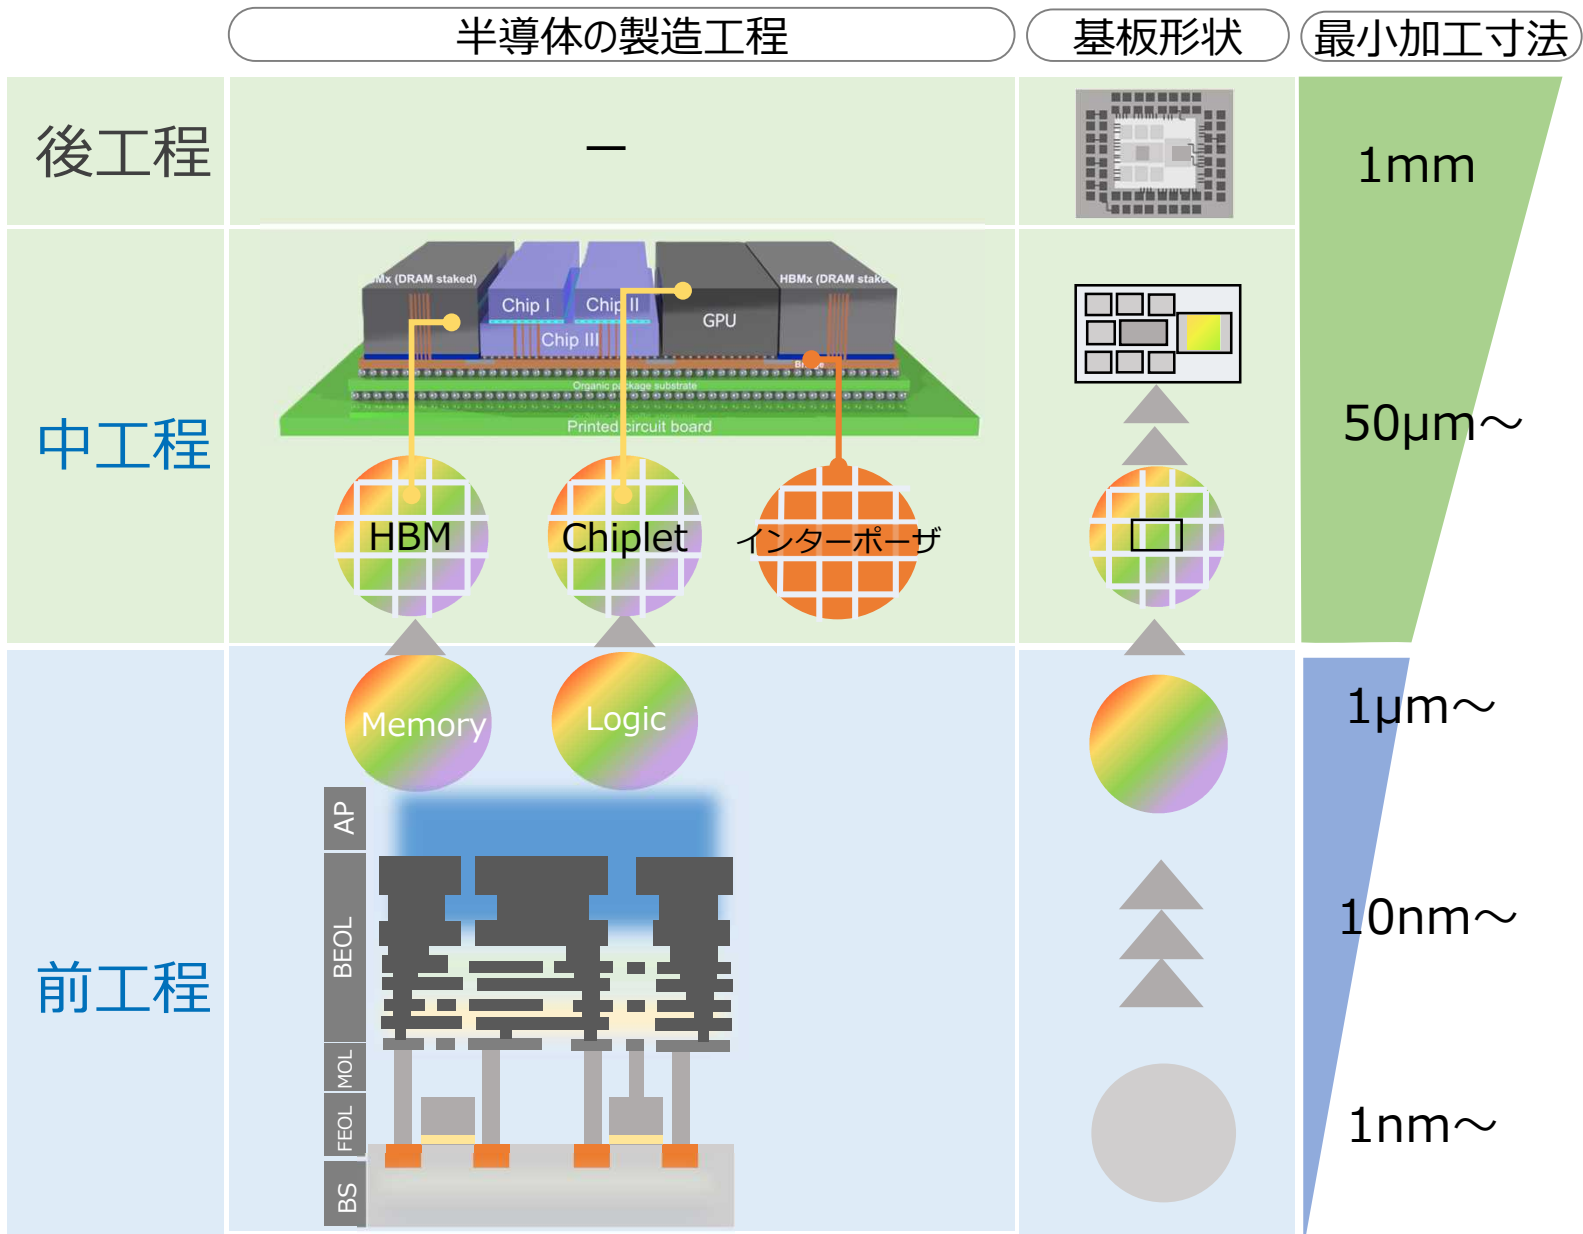 半導体の製造工程
基板形状
最小加工寸法
後工程
ー
1mm
中工程
Mx (DRAM staked)
HBMx (DRAM stake
Chip I
Chip II
GPU
Chip III
Organic package substrate
Printed circuit board
50μm～
HBM
Chiplet
インターポーザ
前工程
Memory
Logic
1μm～
AP
BEOL
10nm～
MOL
FEOL
1nm～
BS